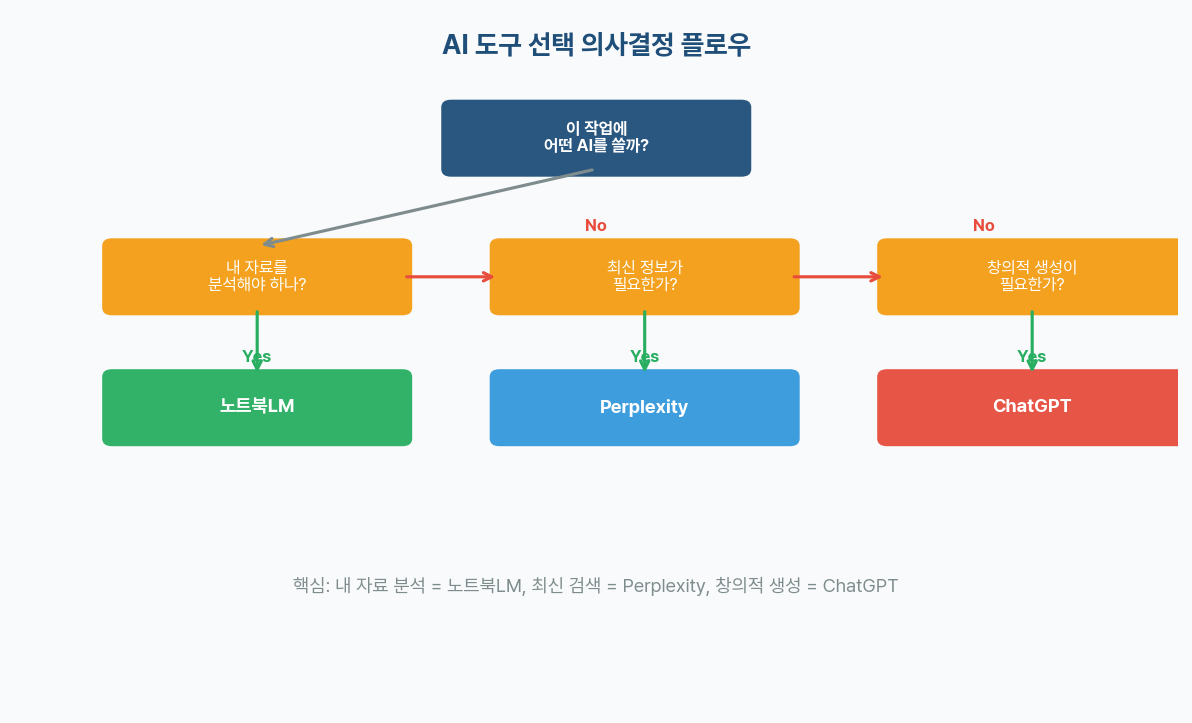 AI 도구 선택 의사결정 플로우
이 작업에
어떤 AI를 쓸까?
No
No
내 자료를
분석해야 하나?
최신 정보가
필요한가?
창의적 생성이
필요한가?
Yes
Yes
Yes
노트북LM
Perplexity
ChatGPT
핵심: 내 자료 분석 = 노트북LM, 최신 검색 = Perplexity, 창의적 생성 = ChatGPT